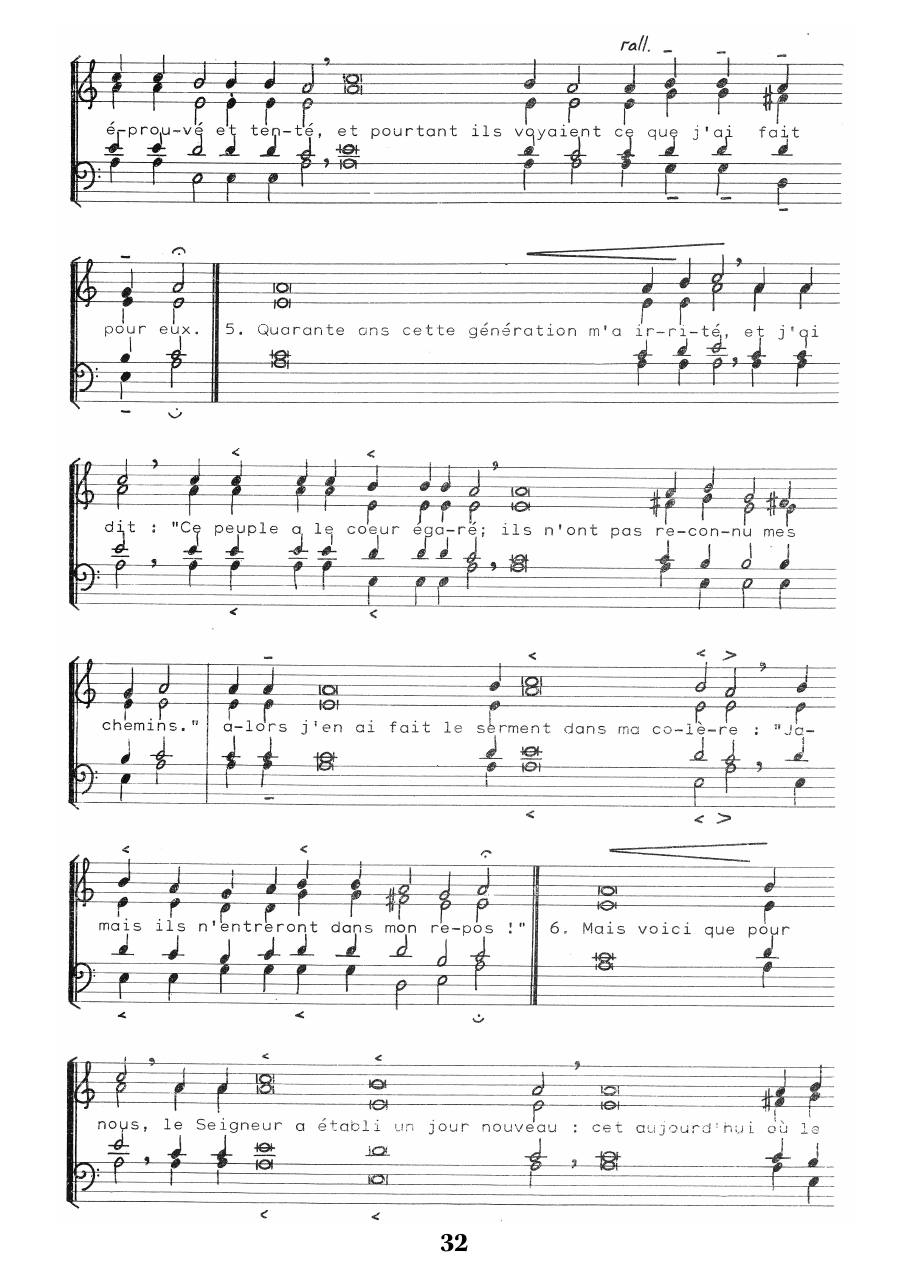 rall.
é-prou-vé et ten-té, et pourtant ils voyaient ce que j'ai fait
pour eux. 5. Quarante ans cette génération m'a ir-ri-té, et j'ai
dit : "Ce peuple a le coeur éga-ré; ils n'ont pas re-con-nu mes
chemins." a-lors j'en ai fait le serment dans ma co-lè-re : "Ja-
mais ils n'entreront dans mon re-pos !" 6. Mais voici que pour
nous, le Seigneur a établi un jour nouveau : cet aujourd'hui où le
32